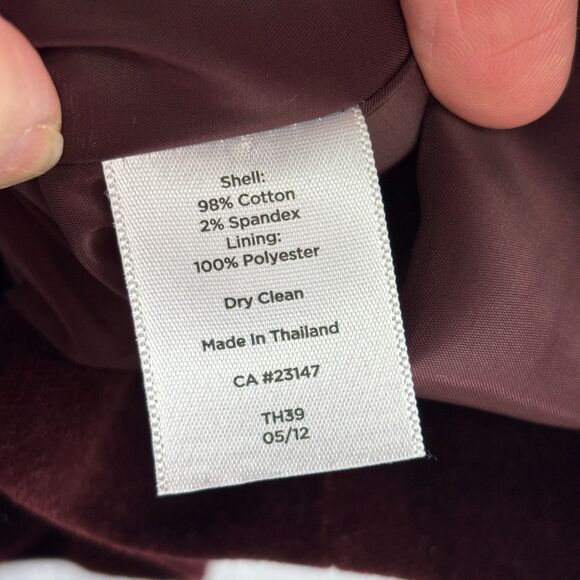 Shell:
98% Cotton
2% Spandex
Lining:
100% Polyester
Dry Clean
Made In Thailand
CA #23147
TH39
05/12